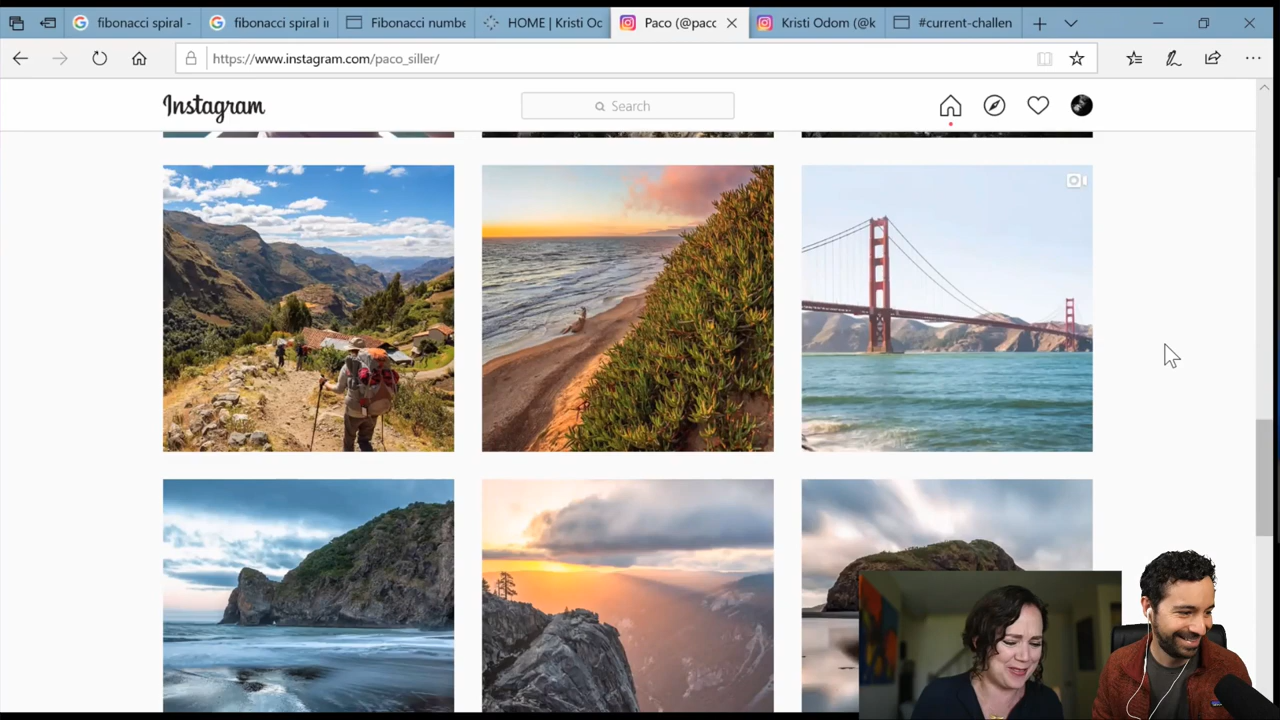 fibonacci spiral -
fibonacci spiral ir
Fibonacci numbe
HOME | Kristi Oc
Paco (@pacc
Kristi Odom (@k
#current-challen
https://www.instagram.com/paco_siller/
Instagram
Search